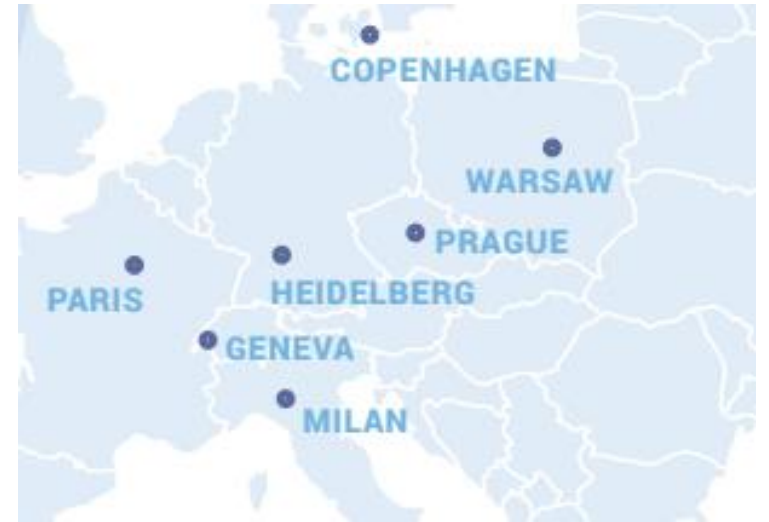 COPENHAGEN
WARSAW
PRAGUE
PARIS
HEIDELBERG
GENEVA
MILAN